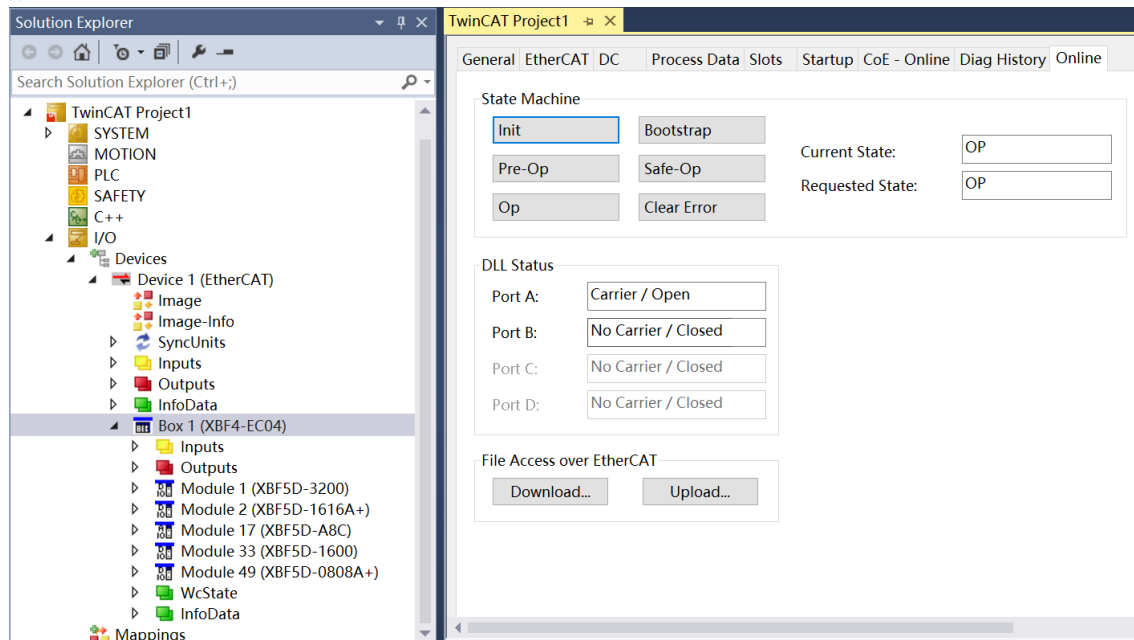 Solution Explorer
Search Solution Explorer (Ctrl+;)
TwinCAT Project1
SYSTEM
MOTION
PLC
SAFETY
C++
I/O
Devices
Device 1 (EtherCAT)
Image
Image-Info
SyncUnits
Inputs
Outputs
InfoData
Box 1 (XBF4-EC04)
Inputs
Outputs
Module 1 (XBF5D-3200)
Module 2 (XBF5D-1616A+)
Module 17 (XBF5D-A8C)
Module 33 (XBF5D-1600)
Module 49 (XBF5D-0808A+)
WcState
InfoData
Mappings
TwinCAT Project1
General EtherCAT DC Process Data Slots Startup CoE - Online Diag History Online
State Machine
Init Bootstrap
Pre-Op Safe-Op
Op Clear Error
Current State: OP
Requested State: OP
DLL Status
Port A: Carrier / Open
Port B: No Carrier / Closed
Port C: No Carrier / Closed
Port D: No Carrier / Closed
File Access over EtherCAT
Download... Upload...